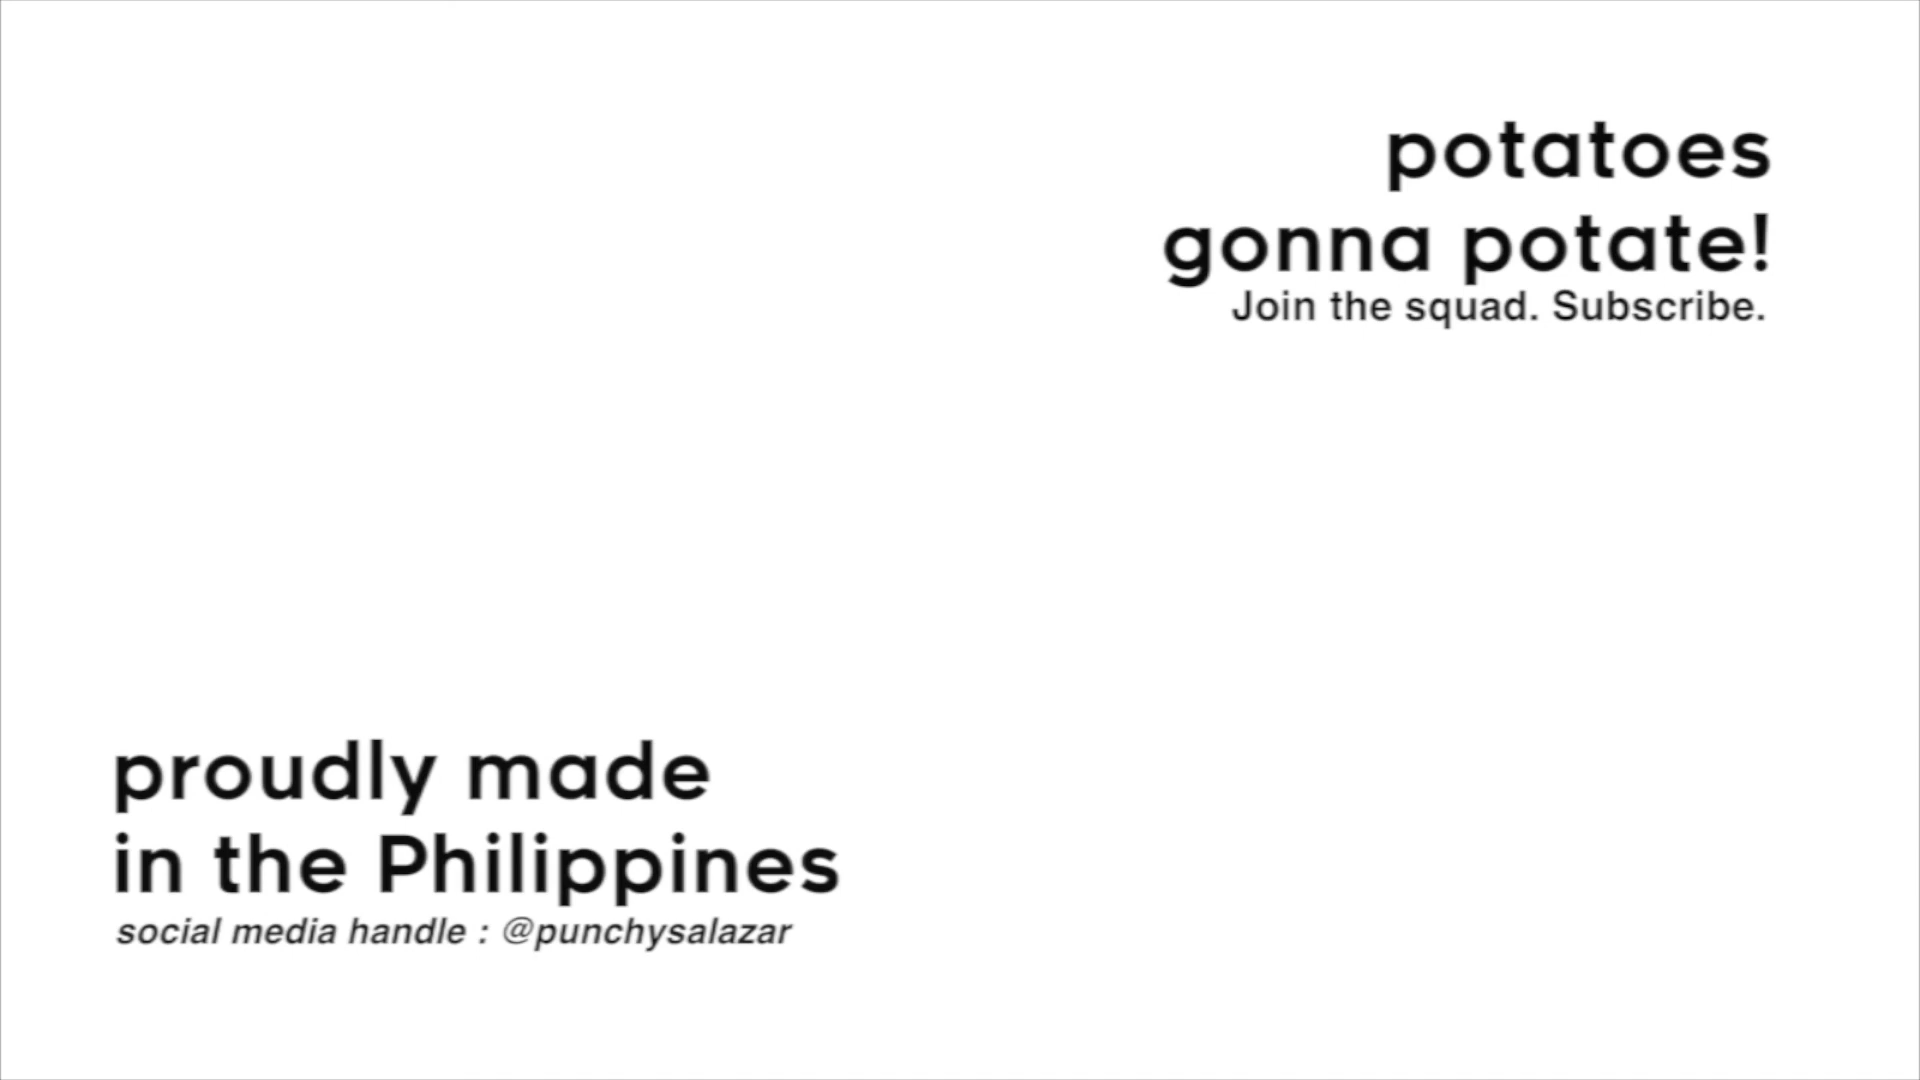 potatoes
gonna potate!
Join the squad. Subscribe.
proudly made
in the Philippines
social media handle : @punchysalazar